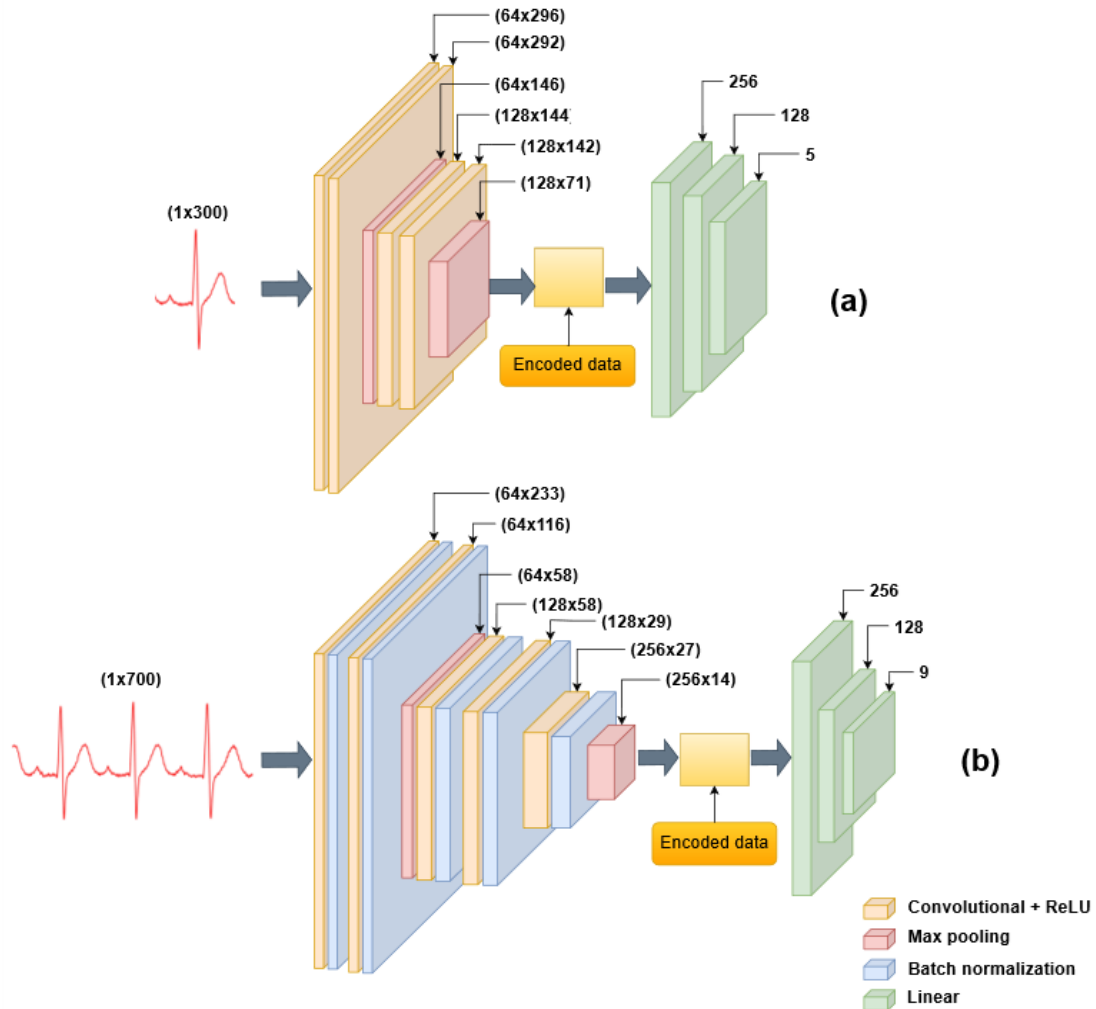 (64x296)
(64x292)
(64x146)
(128x144)
(128x142)
(128x71)
256
128
5
(1x300)
(a)
Encoded data
(64x233)
(64x116)
(64x58)
(128x58)
(128x29)
(256x27)
(256x14)
256
128
9
(1x700)
(b)
Encoded data
Convolutional + ReLU
Max pooling
Batch normalization
Linear